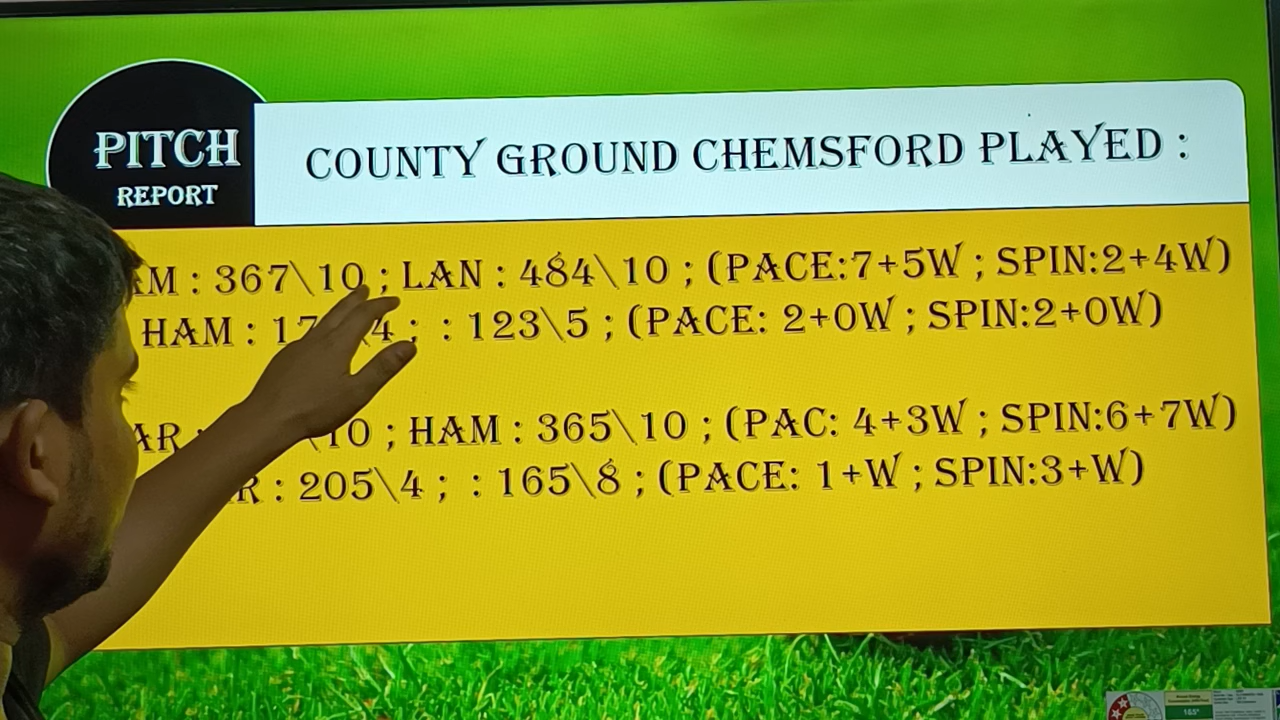 PITCH
REPORT
COUNTY GROUND CHEMSFORD PLAYED :
: 367\10 ; LAN : 484\10 ; (PACE:7+5W ; SPIN:2+4W)
HAM : 4 ; : 123\5 ; (PACE: 2+0W ; SPIN:2+0W)
\10 ; HAM : 365\10 ; (PAC: 4+3W ; SPIN:6+7W)
: 205\4 ; : 165\8 ; (PACE: 1+W ; SPIN:3+W)